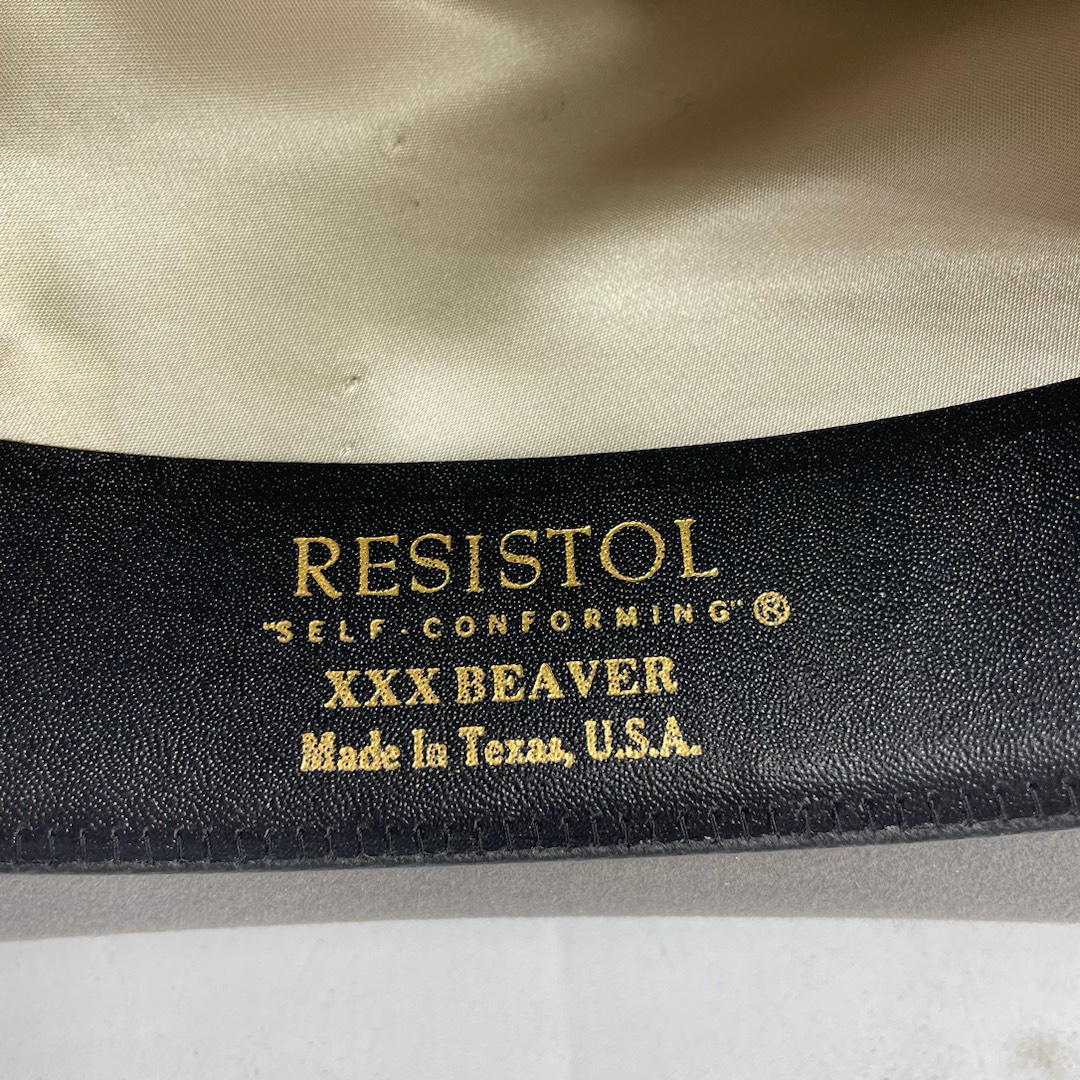 RESISTOL
"SELF-CONFORMING"®
XXX BEAVER
Made In Texas, U.S.A.